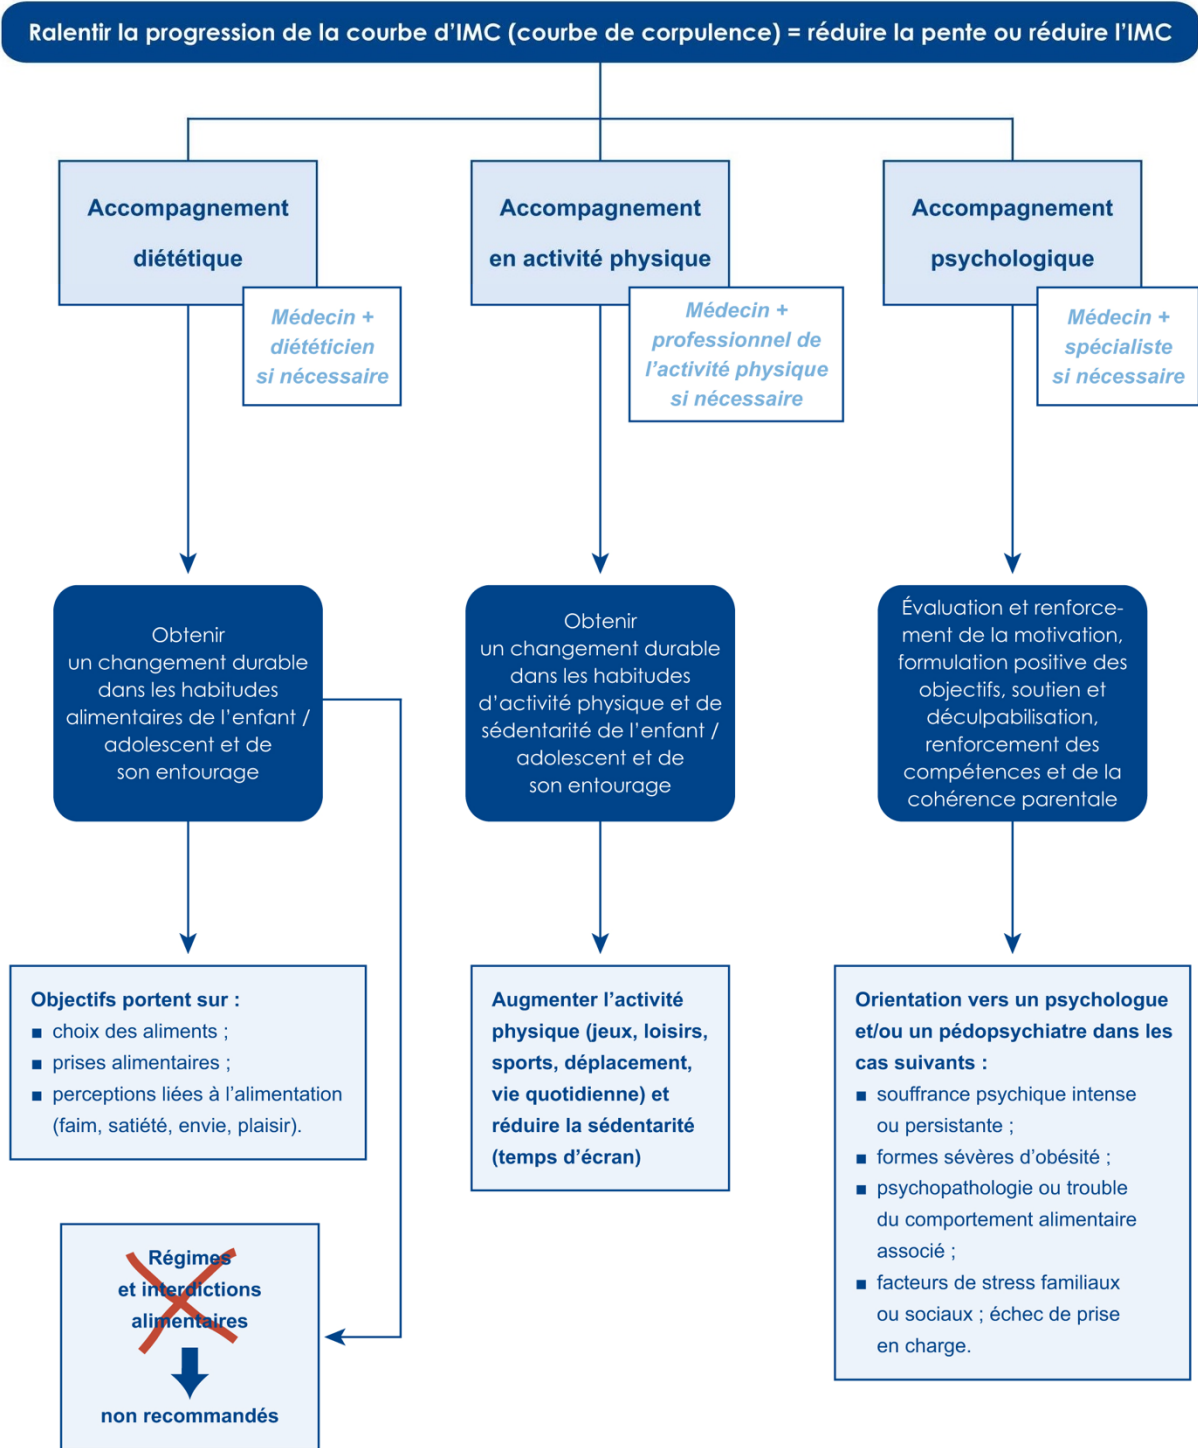 Ralentir la progression de la courbe d'IMC (courbe de corpulence) = réduire la pente ou réduire l'IMC
Accompagnement
diététique
Médecin +
diététicien
si nécessaire
Accompagnement
en activité physique
Médecin +
professionnel de
l'activité physique
si nécessaire
Accompagnement
psychologique
Médecin +
spécialiste
si nécessaire
Obtenir
un changement durable
dans les habitudes
alimentaires de l'enfant /
adolescent et de
son entourage
Obtenir
un changement durable
dans les habitudes
d'activité physique et de
sédentarité de l'enfant /
adolescent et de
son entourage
Évaluation et renforce-
ment de la motivation,
formulation positive des
objectifs, soutien et
déculpabilisation,
renforcement des
compétences et de la
cohérence parentale
Objectifs portent sur :
■ choix des aliments ;
■ prises alimentaires ;
■ perceptions liées à l'alimentation
(faim, satiété, envie, plaisir).
Régimes
et interdictions
alimentaires
non recommandés
Augmenter l'activité
physique (jeux, loisirs,
sports, déplacement,
vie quotidienne) et
réduire la sédentarité
(temps d'écran)
Orientation vers un psychologue
et/ou un pédopsychiatre dans les
cas suivants :
■ souffrance psychique intense
ou persistante ;
■ formes sévères d'obésité ;
■ psychopathologie ou trouble
du comportement alimentaire
associé ;
■ facteurs de stress familiaux
ou sociaux ; échec de prise
en charge.